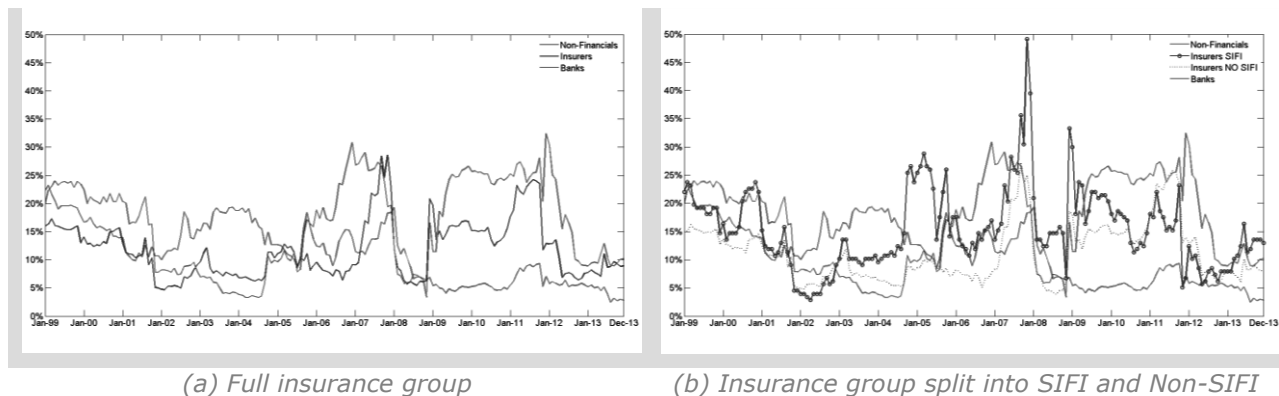 50%
Non-Financials
45%
Insurers
Banks
40%
35%
30%
25%
20%
15%
10%
5%
0%
Jan-99 Jan-00 Jan-01 Jan-02 Jan-03 Jan-04 Jan-05 Jan-06 Jan-07 Jan-08 Jan-09 Jan-10 Jan-11 Jan-12 Dec-13
(a) Full insurance group
50%
Non-Financials
45%
Insurers SIFI
Insurers NO SIFI
Banks
40%
35%
30%
25%
20%
15%
10%
5%
0%
Jan-99 Jan-00 Jan-01 Jan-02 Jan-03 Jan-04 Jan-05 Jan-06 Jan-07 Jan-08 Jan-09 Jan-10 Jan-11 Jan-12 Jan-13 Dec-13
(b) Insurance group split into SIFI and Non-SIFI